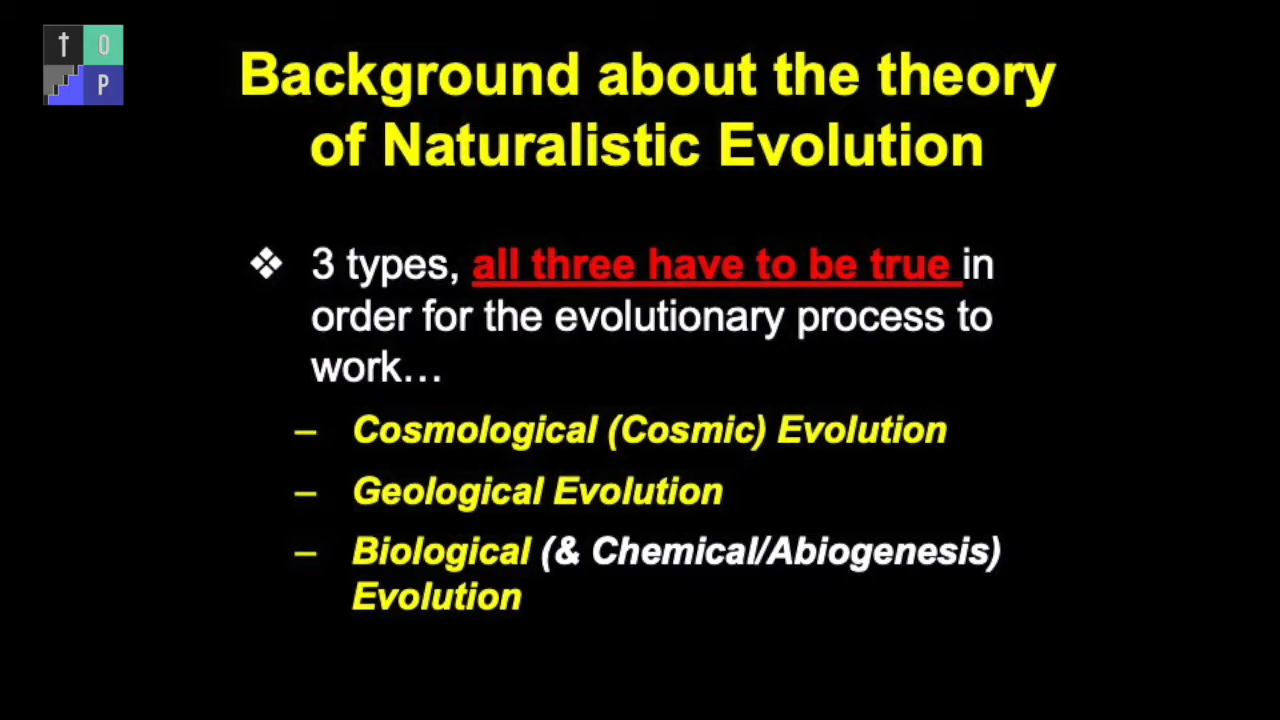 † O
P
Background about the theory
of Naturalistic Evolution
❖ 3 types, all three have to be true in
order for the evolutionary process to
work…
– Cosmological (Cosmic) Evolution
– Geological Evolution
– Biological (& Chemical/Abiogenesis)
Evolution